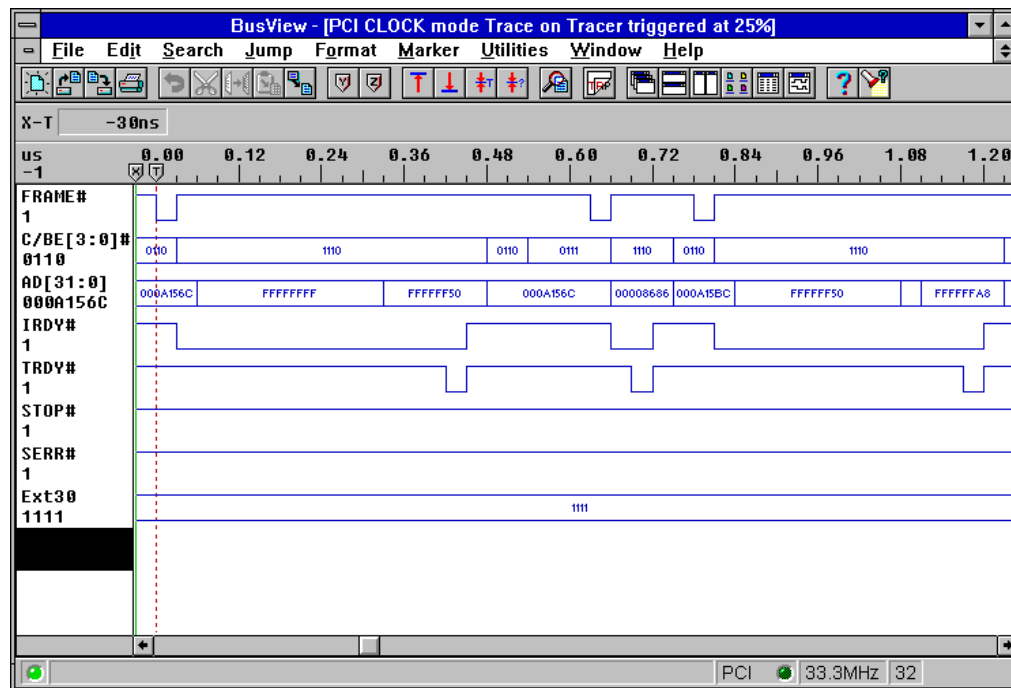 BusView - [PCI CLOCK mode Trace on Tracer triggered at 25%]
File Edit Search Jump Format Marker Utilities Window Help
X-T -30ns
us 0.00 0.12 0.24 0.36 0.48 0.60 0.72 0.84 0.96 1.08 1.20
-1 X T
FRAME#
1
C/BE[3:0]# 0110 1110 0110 0111 1110 0110 1110
0110
AD[31:0] 000A156C FFFFFFFF FFFFFF50 000A156C 00008686 000A15BC FFFFFF50 FFFFFFA8
000A156C
IRDY#
1
TRDY#
1
STOP#
1
SERR#
1
Ext30 1111
1111
PCI 33.3MHz 32